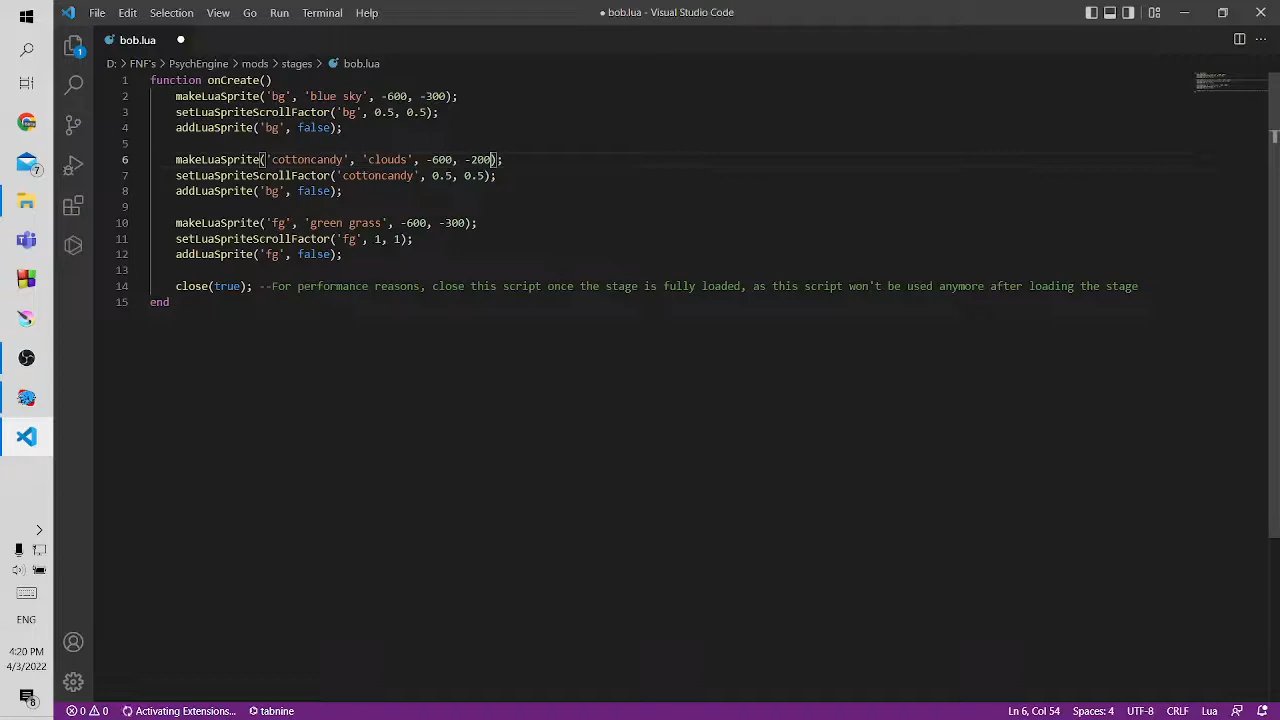 File Edit Selection View Go Run Terminal Help
● bob.lua - Visual Studio Code
bob.lua
D: > FNF's > PsychEngine > mods > stages > bob.lua
1 function onCreate()
2 makeLuaSprite('bg', 'blue sky', -600, -300);
3 setLuaSpriteScrollFactor('bg', 0.5, 0.5);
4 addLuaSprite('bg', false);
5
6 makeLuaSprite('cottoncandy', 'clouds', -600, -200);
7 setLuaSpriteScrollFactor('cottoncandy', 0.5, 0.5);
8 addLuaSprite('bg', false);
9
10 makeLuaSprite('fg', 'green grass', -600, -300);
11 setLuaSpriteScrollFactor('fg', 1, 1);
12 addLuaSprite('fg', false);
13
14 close(true); --For performance reasons, close this script once the stage is fully loaded, as this script won't be used anymore after loading the stage
15 end
1
7
ENG
4:20 PM
4/3/2022
8
0 0 Activating Extensions... tabnine
Ln 6, Col 54 Spaces: 4 UTF-8 CRLF Lua